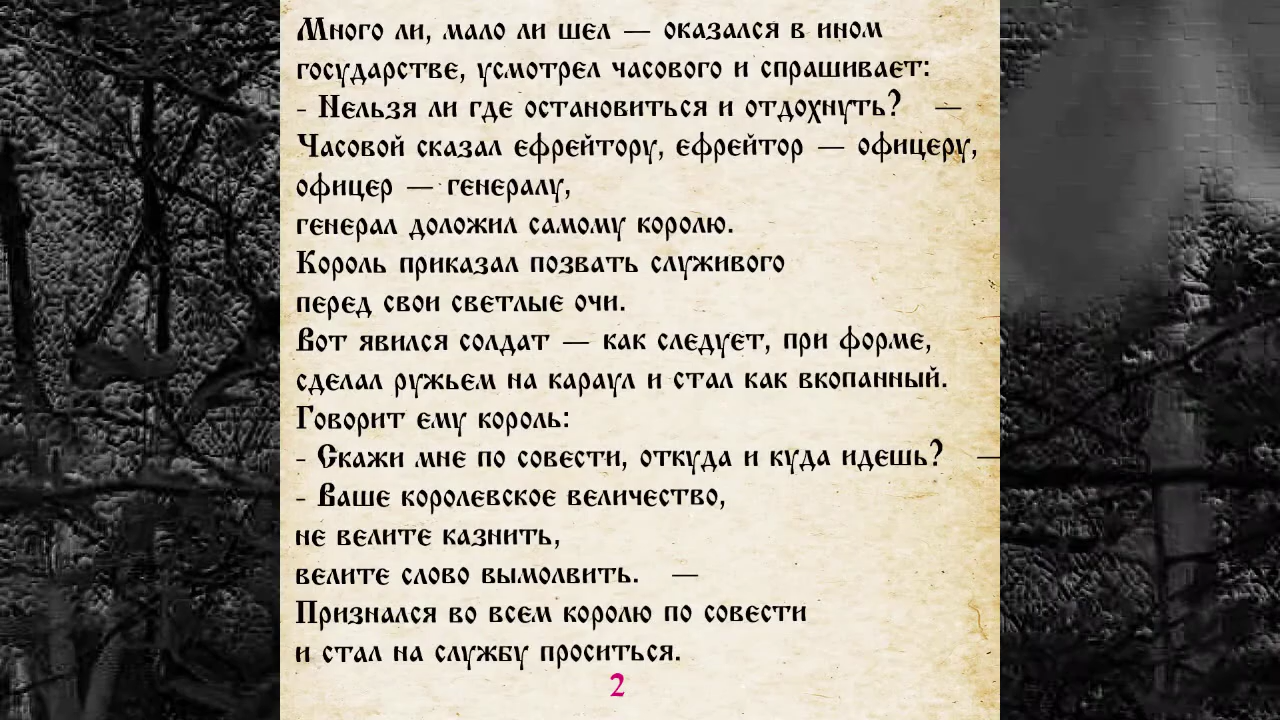 Много ли, мало ли шел — оказался в ином
государстве, усмотрел часового и спрашивает:
- Нельзя ли где остановиться и отдохнуть? —
Часовой сказал ефрейтору, ефрейтор — офицеру,
офицер — генералу,
генерал доложил самому королю.
Король приказал позвать служивого
перед свои светлые очи.
Вот явился солдат — как следует, при форме,
сделал ружьем на караул и стал как вкопанный.
Говорит ему король:
- Скажи мне по совести, откуда и куда идешь? —
- Ваше королевское величество,
не велите казнить,
велите слово вымолвить. —
Признался во всем королю по совести
и стал на службу проситься.
2